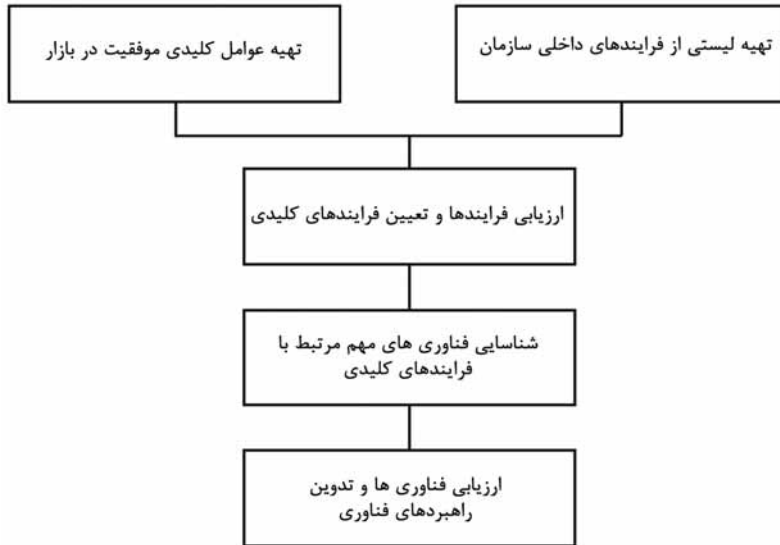 تهیه لیستی از فرایندهای داخلی سازمان
تهیه عوامل کلیدی موفقیت در بازار
ارزیابی فرایندها و تعیین فرایندهای کلیدی
شناسایی فناوری های مهم مرتبط با
فرایندهای کلیدی
ارزیابی فناوری ها و تدوین
راهبردهای فناوری